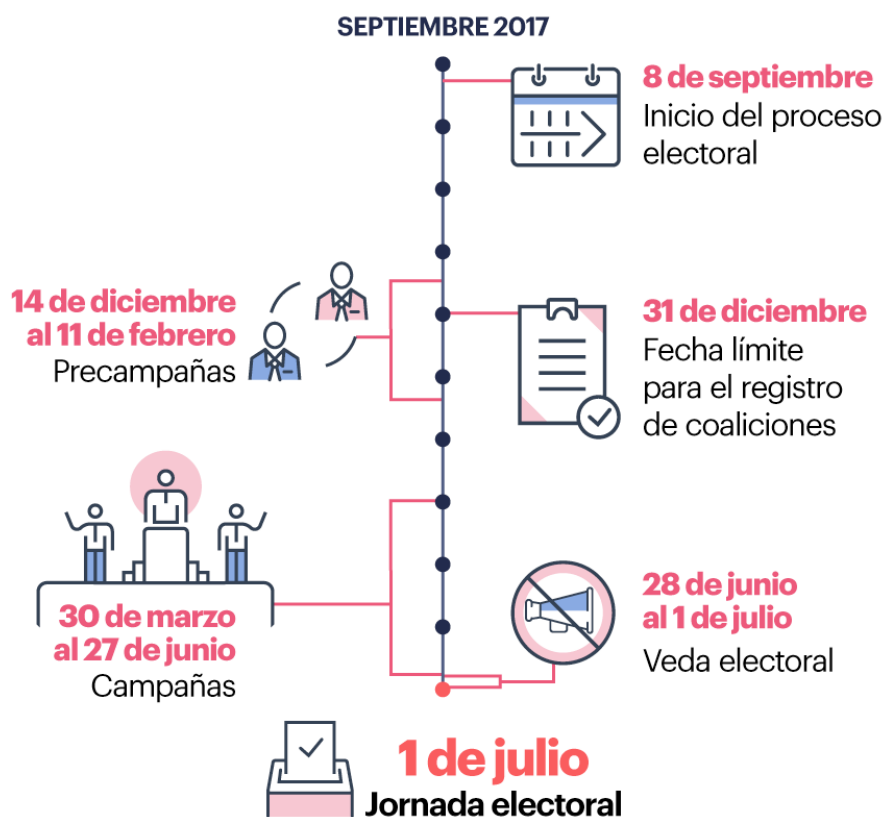 SEPTIEMBRE 2017
8 de septiembre
Inicio del proceso
electoral
14 de diciembre
al 11 de febrero
Precampañas
31 de diciembre
Fecha límite
para el registro
de coaliciones
30 de marzo
al 27 de junio
Campañas
28 de junio
al 1 de julio
Veda electoral
1 de julio
Jornada electoral